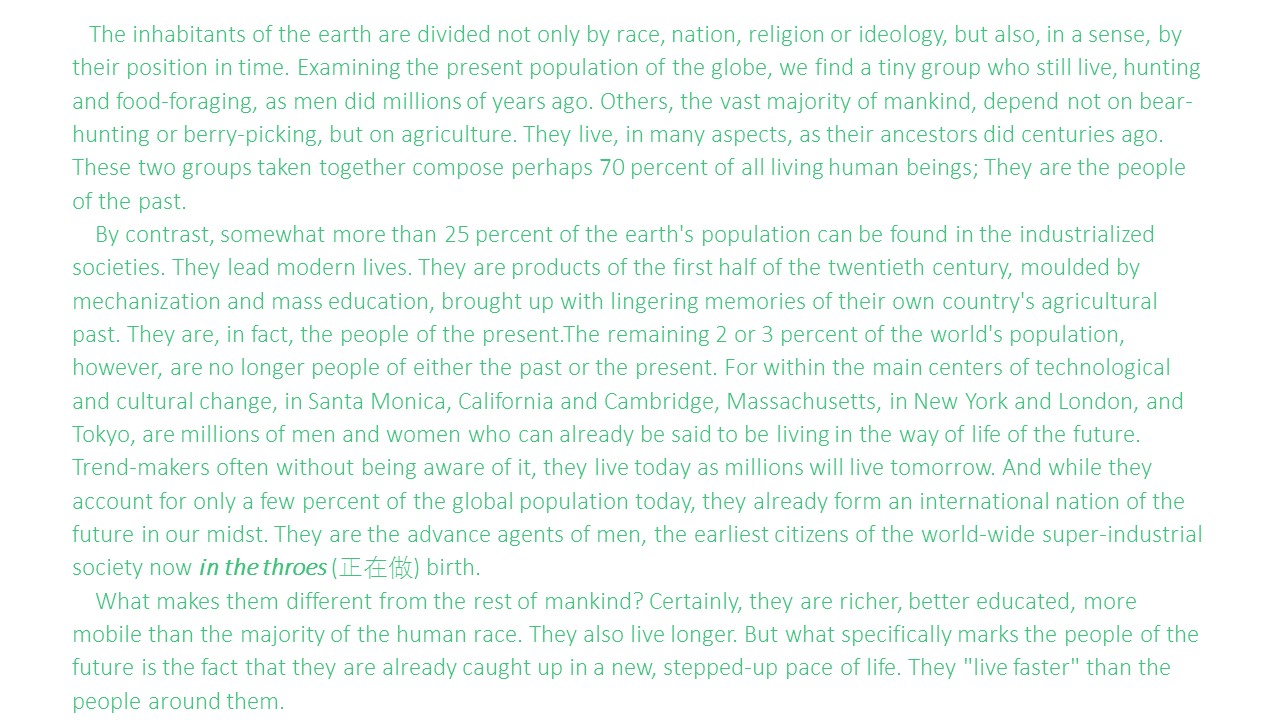 The inhabitants of the earth are divided not only by race, nation, religion or ideology, but also, in a sense, by
their position in time. Examining the present population of the globe, we find a tiny group who still live, hunting
and food-foraging, as men did millions of years ago. Others, the vast majority of mankind, depend not on bear-
hunting or berry-picking, but on agriculture. They live, in many aspects, as their ancestors did centuries ago.
These two groups taken together compose perhaps 70 percent of all living human beings; They are the people
of the past.
By contrast, somewhat more than 25 percent of the earth's population can be found in the industrialized
societies. They lead modern lives. They are products of the first half of the twentieth century, moulded by
mechanization and mass education, brought up with lingering memories of their own country's agricultural
past. They are, in fact, the people of the present.The remaining 2 or 3 percent of the world's population,
however, are no longer people of either the past or the present. For within the main centers of technological
and cultural change, in Santa Monica, California and Cambridge, Massachusetts, in New York and London, and
Tokyo, are millions of men and women who can already be said to be living in the way of life of the future.
Trend-makers often without being aware of it, they live today as millions will live tomorrow. And while they
account for only a few percent of the global population today, they already form an international nation of the
future in our midst. They are the advance agents of men, the earliest citizens of the world-wide super-industrial
society now in the throes (正在做) birth.
What makes them different from the rest of mankind? Certainly, they are richer, better educated, more
mobile than the majority of the human race. They also live longer. But what specifically marks the people of the
future is the fact that they are already caught up in a new, stepped-up pace of life. They "live faster" than the
people around them.